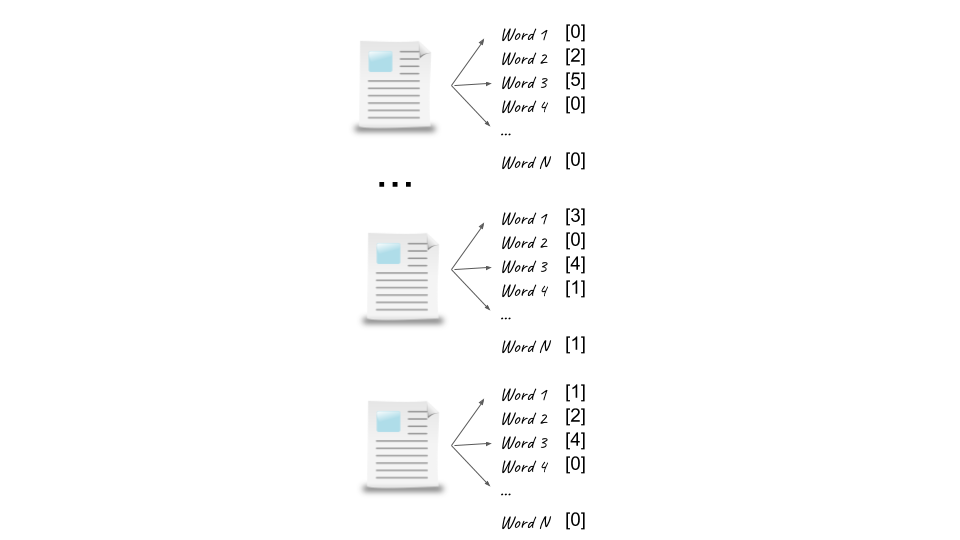 Word 1 [0]
Word 2 [2]
Word 3 [5]
Word 4 [0]
...
Word N [0]
...
Word 1 [3]
Word 2 [0]
Word 3 [4]
Word 4 [1]
...
Word N [1]
Word 1 [1]
Word 2 [2]
Word 3 [4]
Word 4 [0]
...
Word N [0]